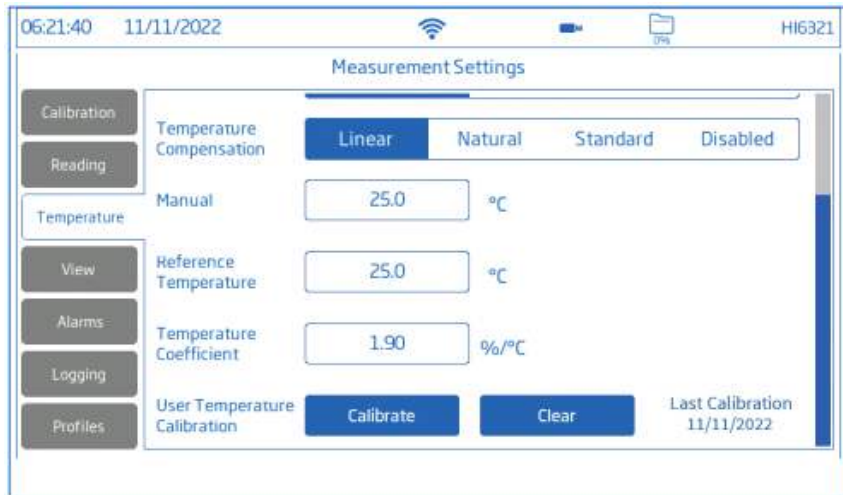 06:21:40 11/11/2022 0% HI6321
Measurement Settings
Calibration
Reading
Temperature
View
Alarms
Logging
Profiles
Temperature
Compensation
Linear Natural Standard Disabled
Manual 25.0 °C
Reference
Temperature
25.0 °C
Temperature
Coefficient
1.90 %/°C
User Temperature
Calibration
Calibrate Clear
Last Calibration
11/11/2022